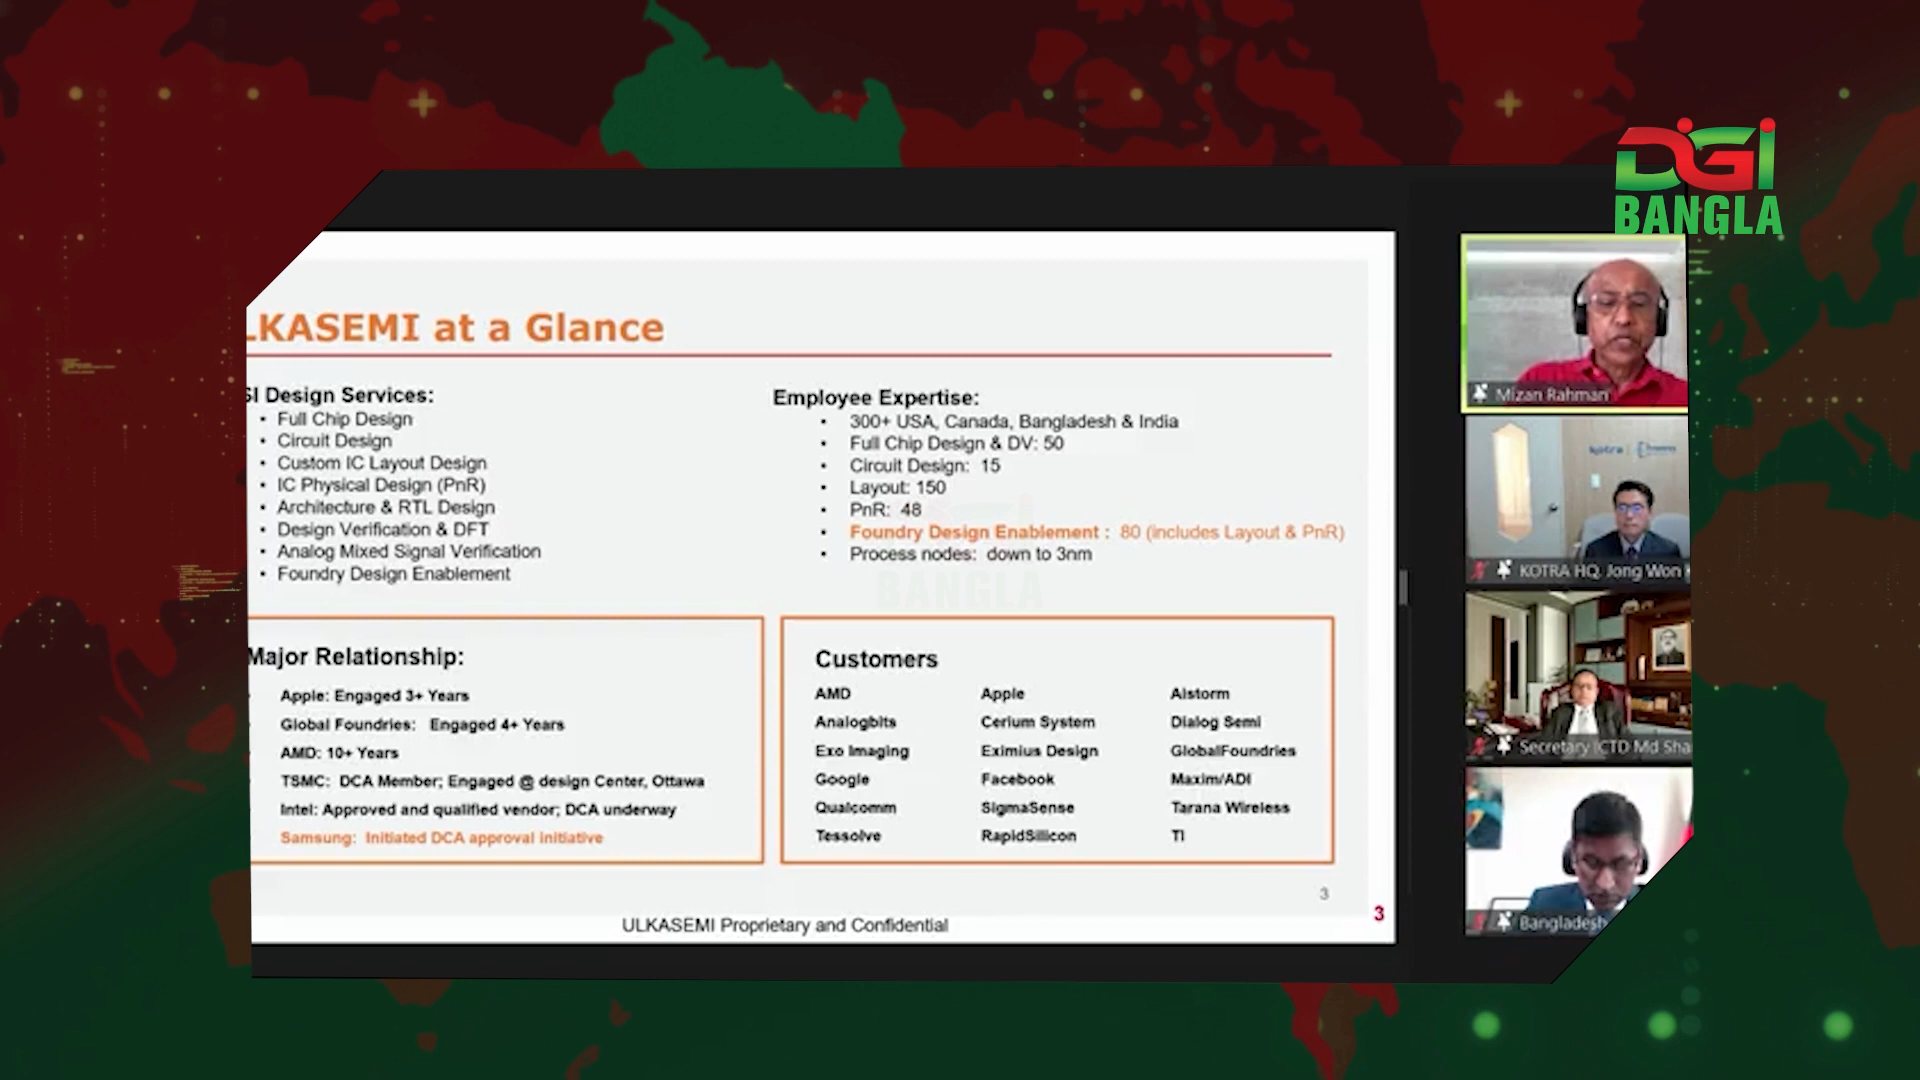 DGI
BANGLA
LKASEMI at a Glance
SI Design Services:
• Full Chip Design
• Circuit Design
• Custom IC Layout Design
• IC Physical Design (PnR)
• Architecture & RTL Design
• Design Verification & DFT
• Analog Mixed Signal Verification
• Foundry Design Enablement
Employee Expertise:
• 300+ USA, Canada, Bangladesh & India
• Full Chip Design & DV: 50
• Circuit Design: 15
• Layout: 150
• PnR: 48
• Foundry Design Enablement : 80 (includes Layout & PnR)
• Process nodes: down to 3nm
BANGLA
Major Relationship:
Apple: Engaged 3+ Years
Global Foundries: Engaged 4+ Years
AMD: 10+ Years
TSMC: DCA Member; Engaged @ design Center, Ottawa
Intel: Approved and qualified vendor; DCA underway
Samsung: Initiated DCA approval initiative
Customers
AMD Apple Aistorm
Analogbits Cerium System Dialog Semi
Exo Imaging Eximius Design GlobalFoundries
Google Facebook Maxim/ADI
Qualcomm SigmaSense Tarana Wireless
Tessolve RapidSilicon TI
3
3
ULKASEMI Proprietary and Confidential
Mizan Rahman
kotra
KOTRA HQ. Jong Won
Secretary ICTD Md Sha
Bangladesh